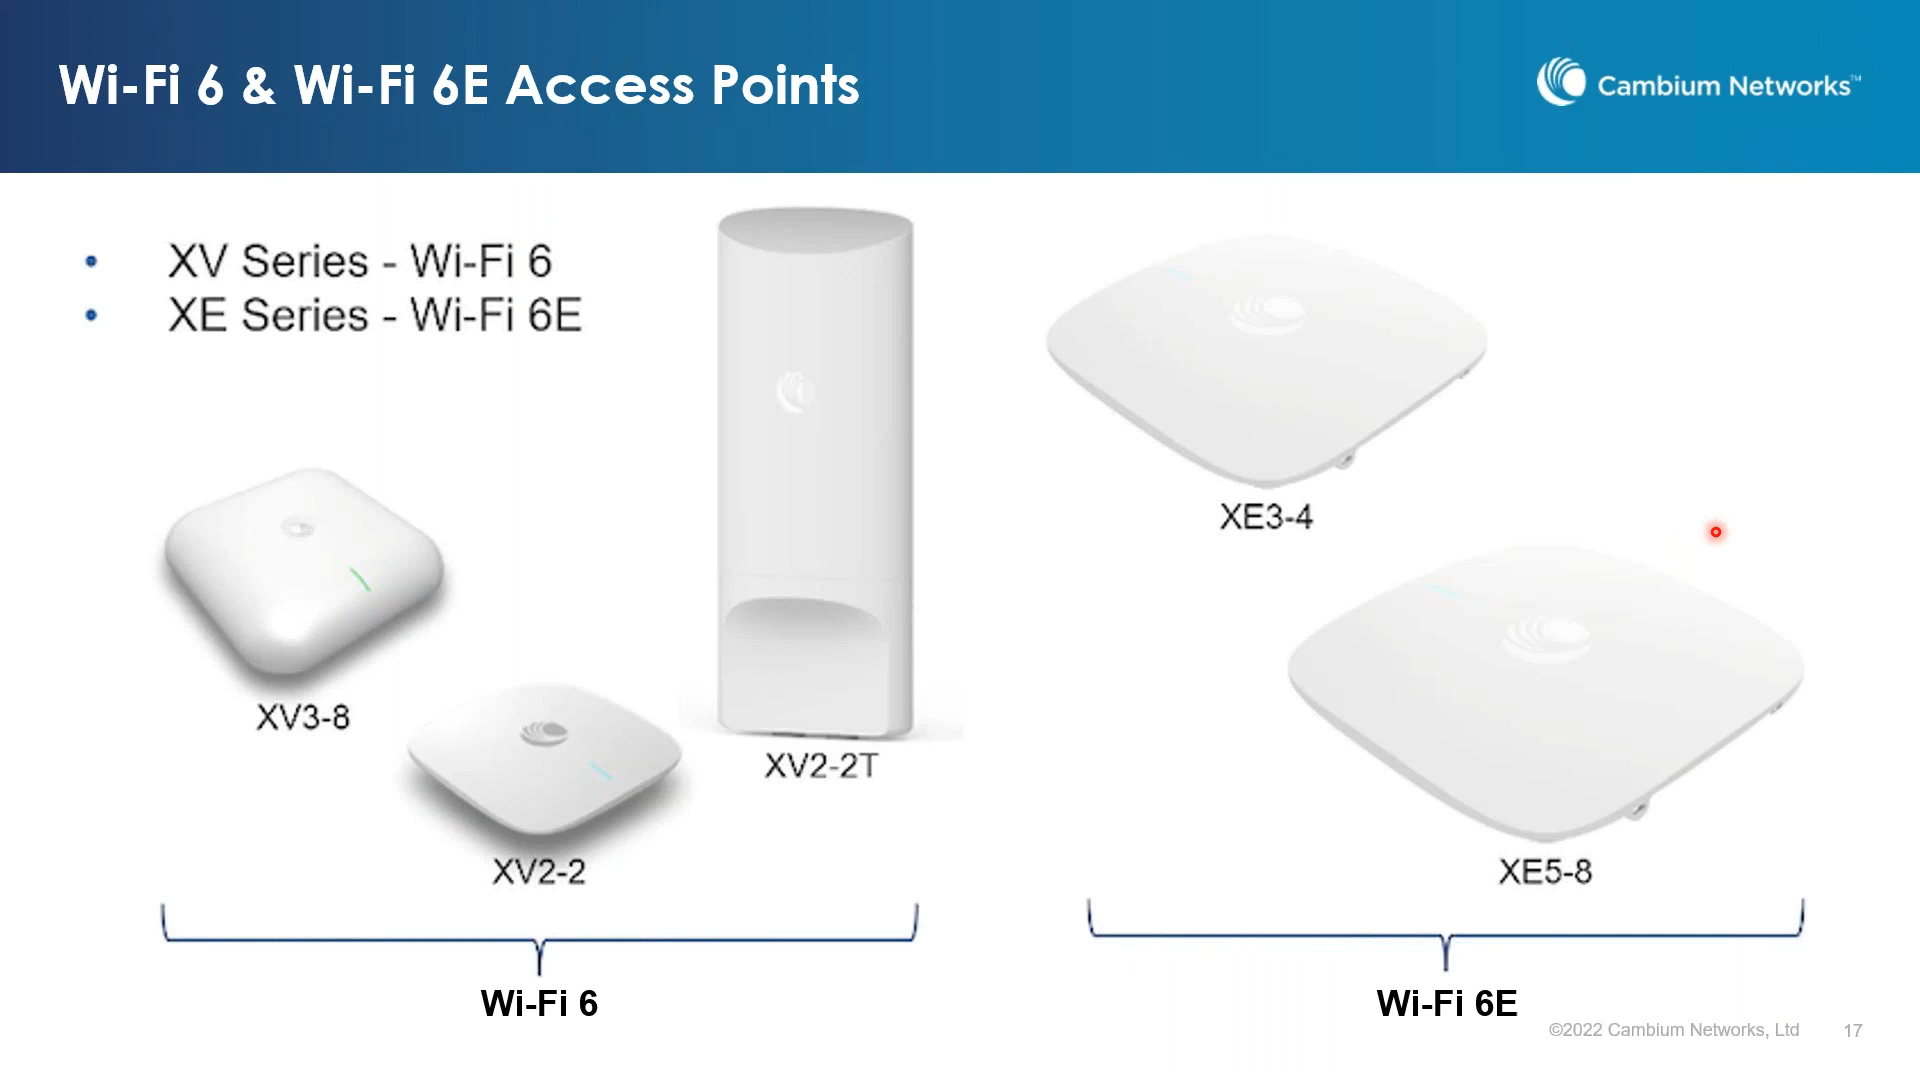 Wi-Fi 6 & Wi-Fi 6E Access Points
Cambium Networks™
• XV Series - Wi-Fi 6
• XE Series - Wi-Fi 6E
XV3-8
XV2-2
XV2-2T
XE3-4
XE5-8
Wi-Fi 6
Wi-Fi 6E
©2022 Cambium Networks, Ltd
17